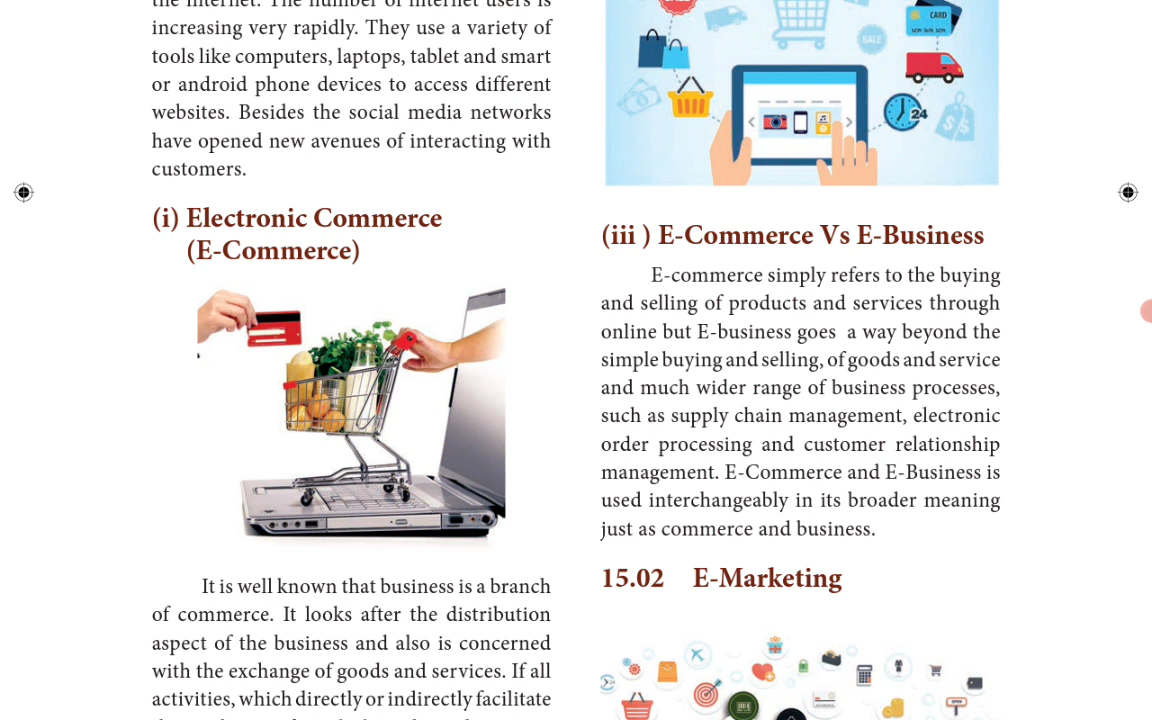 the internet. The number of internet users is
increasing very rapidly. They use a variety of
tools like computers, laptops, tablet and smart
or android phone devices to access different
websites. Besides the social media networks
have opened new avenues of interacting with
customers.
(i) Electronic Commerce
(E-Commerce)
It is well known that business is a branch
of commerce. It looks after the distribution
aspect of the business and also is concerned
with the exchange of goods and services. If all
activities, which directly or indirectly facilitate
SALE
CARD
24
$ $
(iii ) E-Commerce Vs E-Business
E-commerce simply refers to the buying
and selling of products and services through
online but E-business goes a way beyond the
simple buying and selling, of goods and service
and much wider range of business processes,
such as supply chain management, electronic
order processing and customer relationship
management. E-Commerce and E-Business is
used interchangeably in its broader meaning
just as commerce and business.
15.02 E-Marketing
OPEN